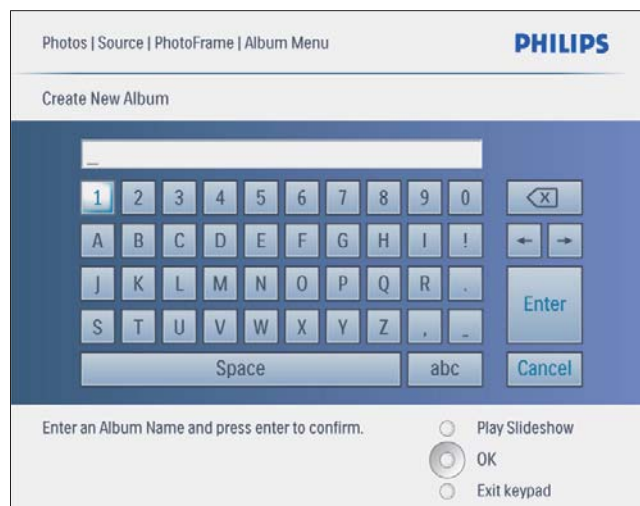 Photos | Source | PhotoFrame | Album Menu PHILIPS
Create New Album
_
1 2 3 4 5 6 7 8 9 0 X
A B C D E F G H I ! ← →
J K L M N O P Q R .
Enter
S T U V W X Y Z , _
Space abc Cancel
Enter an Album Name and press enter to confirm. Play Slideshow
OK
Exit keypad